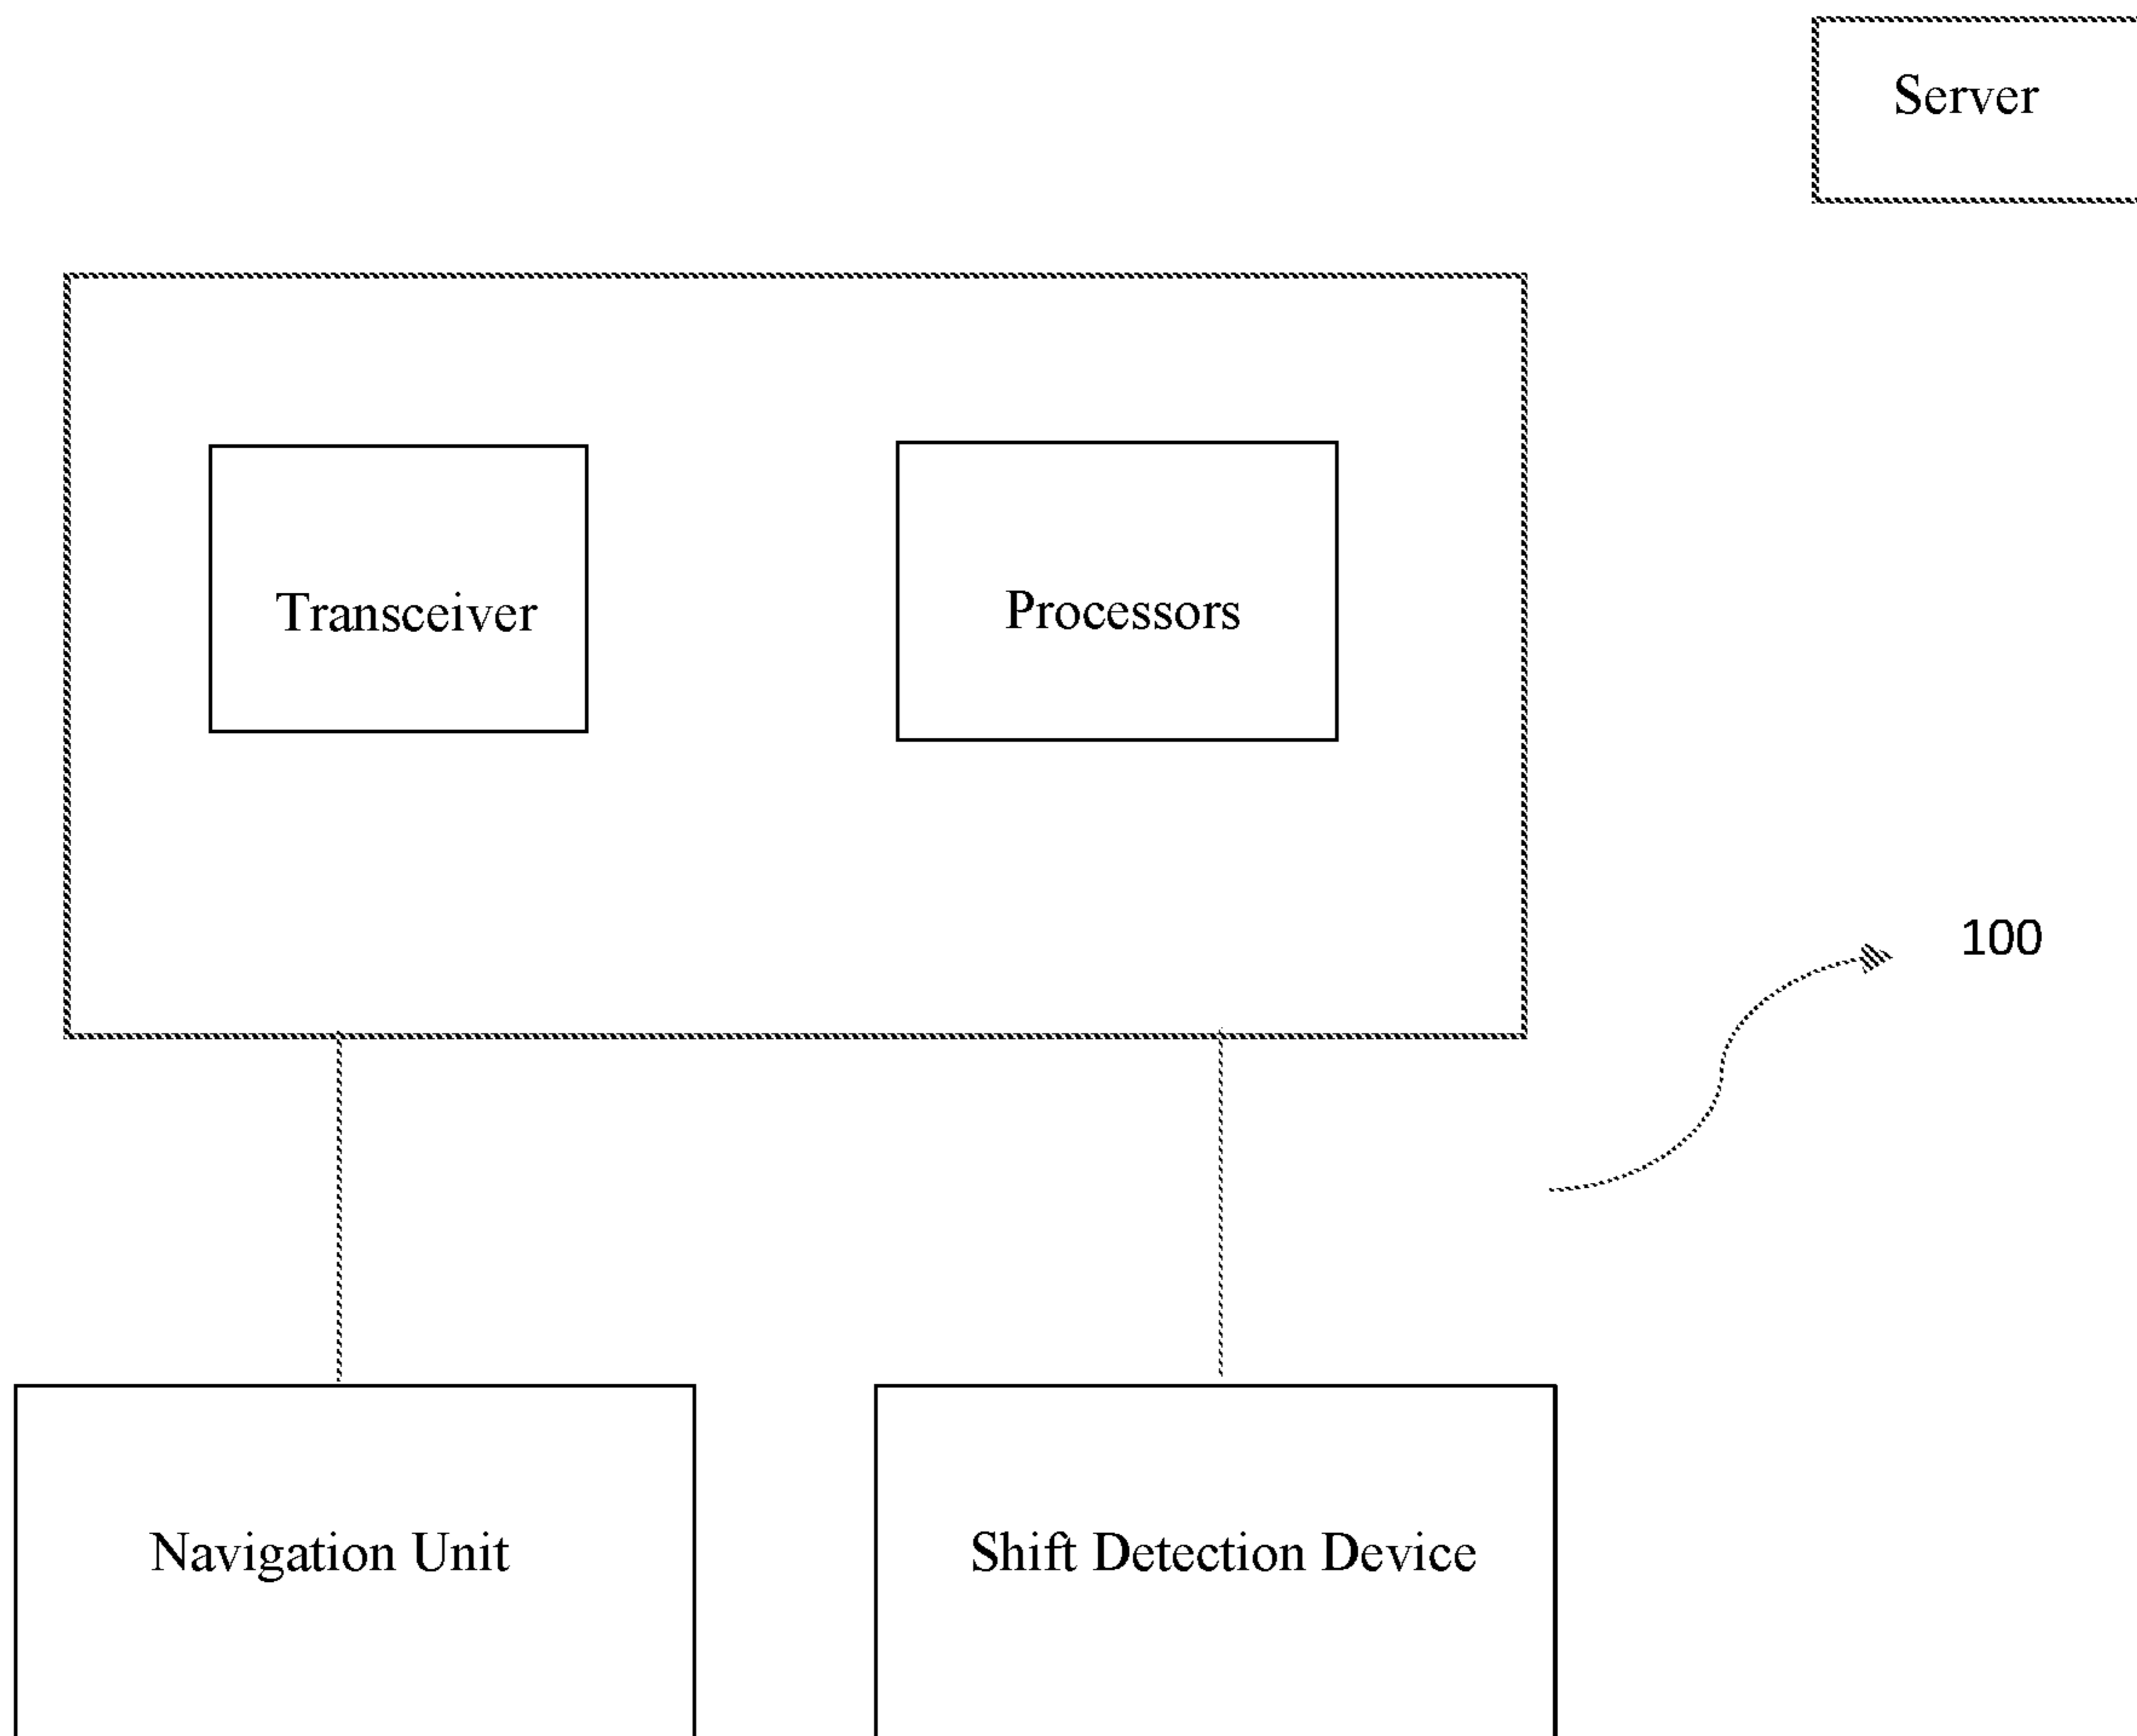 Server
Transceiver
Processors
100
Navigation Unit
Shift Detection Device